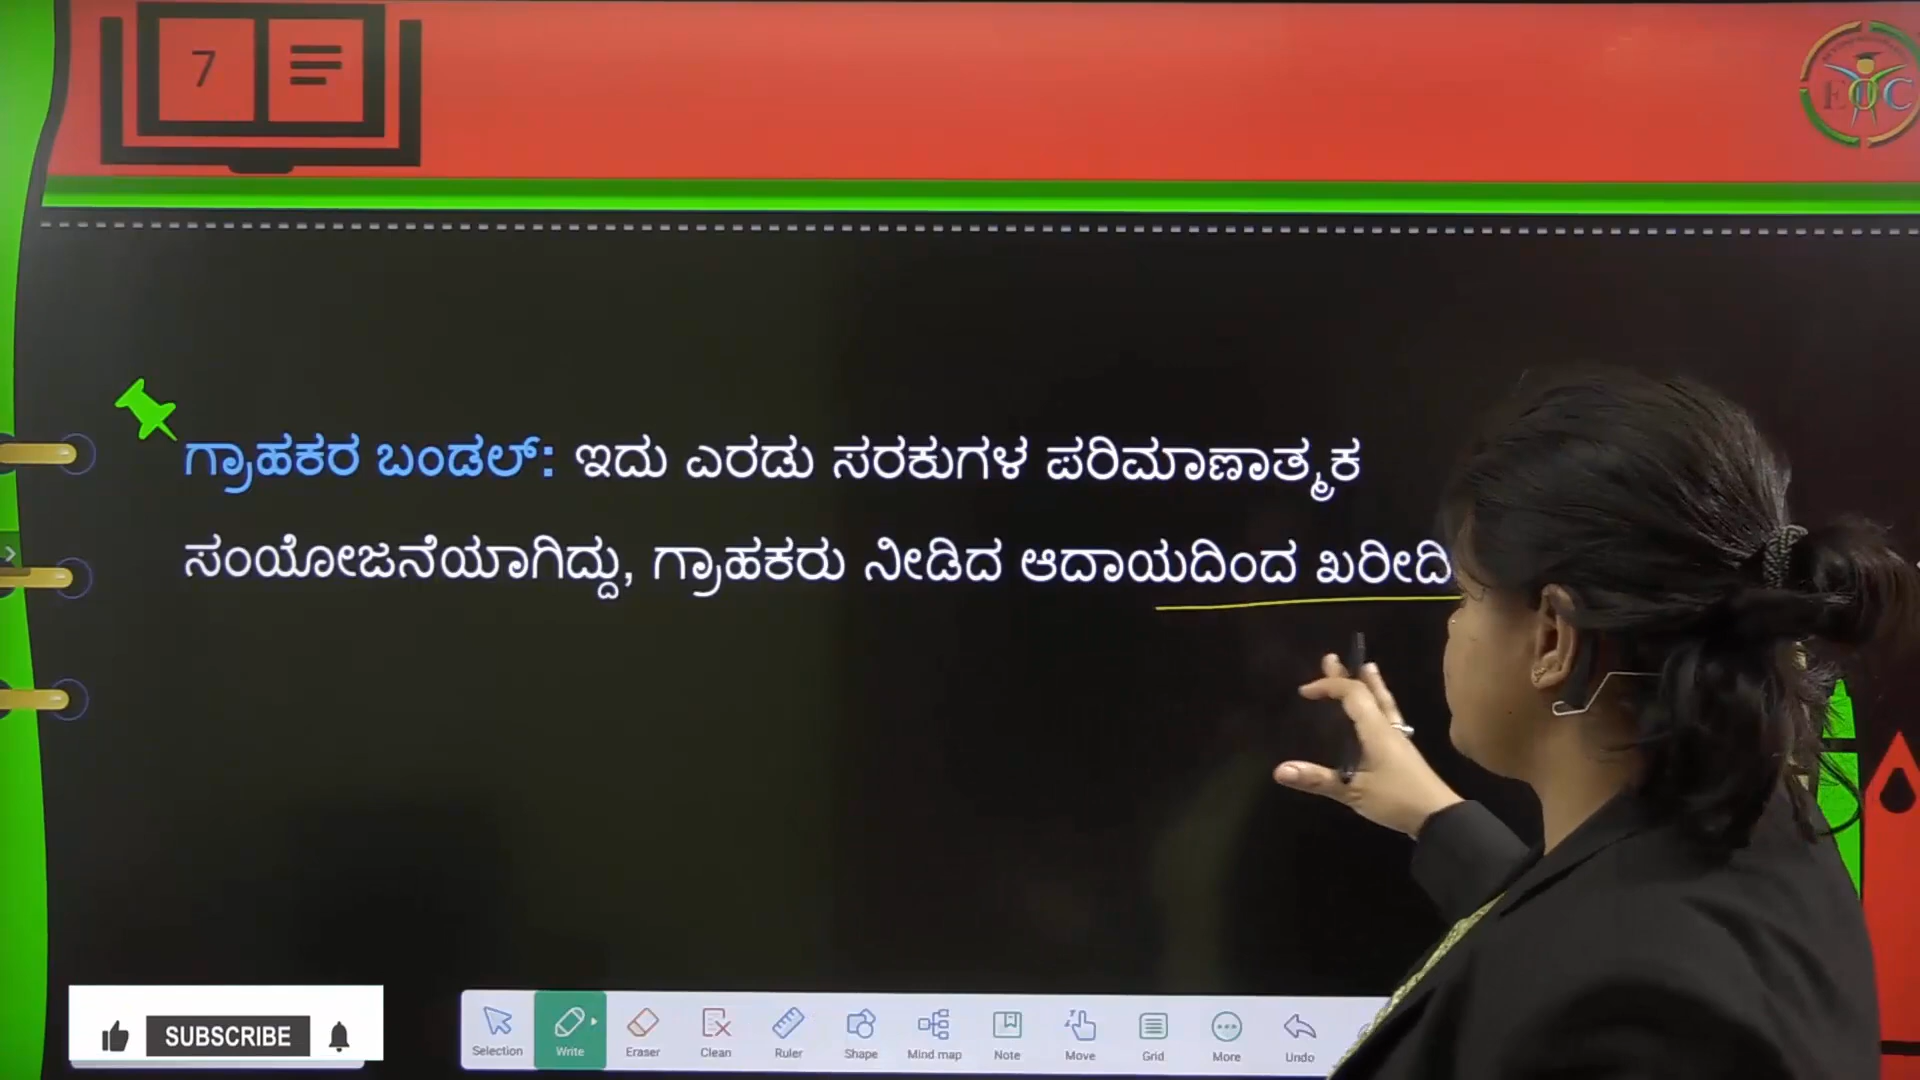 7
EUC
ಗ್ರಾಹಕರ ಬಂಡಲ್: ಇದು ಎರಡು ಸರಕುಗಳ ಪರಿಮಾಣಾತ್ಮಕ
ಸಂಯೋಜನೆಯಾಗಿದ್ದು, ಗ್ರಾಹಕರು ನೀಡಿದ ಆದಾಯದಿಂದ ಖರೀದಿ
SUBSCRIBE
Selection Write Eraser Clean Ruler Shape Mind map Note Move Grid More Undo